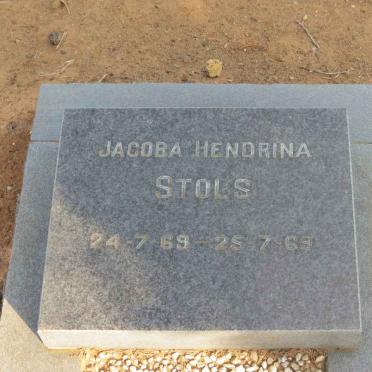 JACOBA HENDRINA
STOLS
24-7-69 – 25-7-69